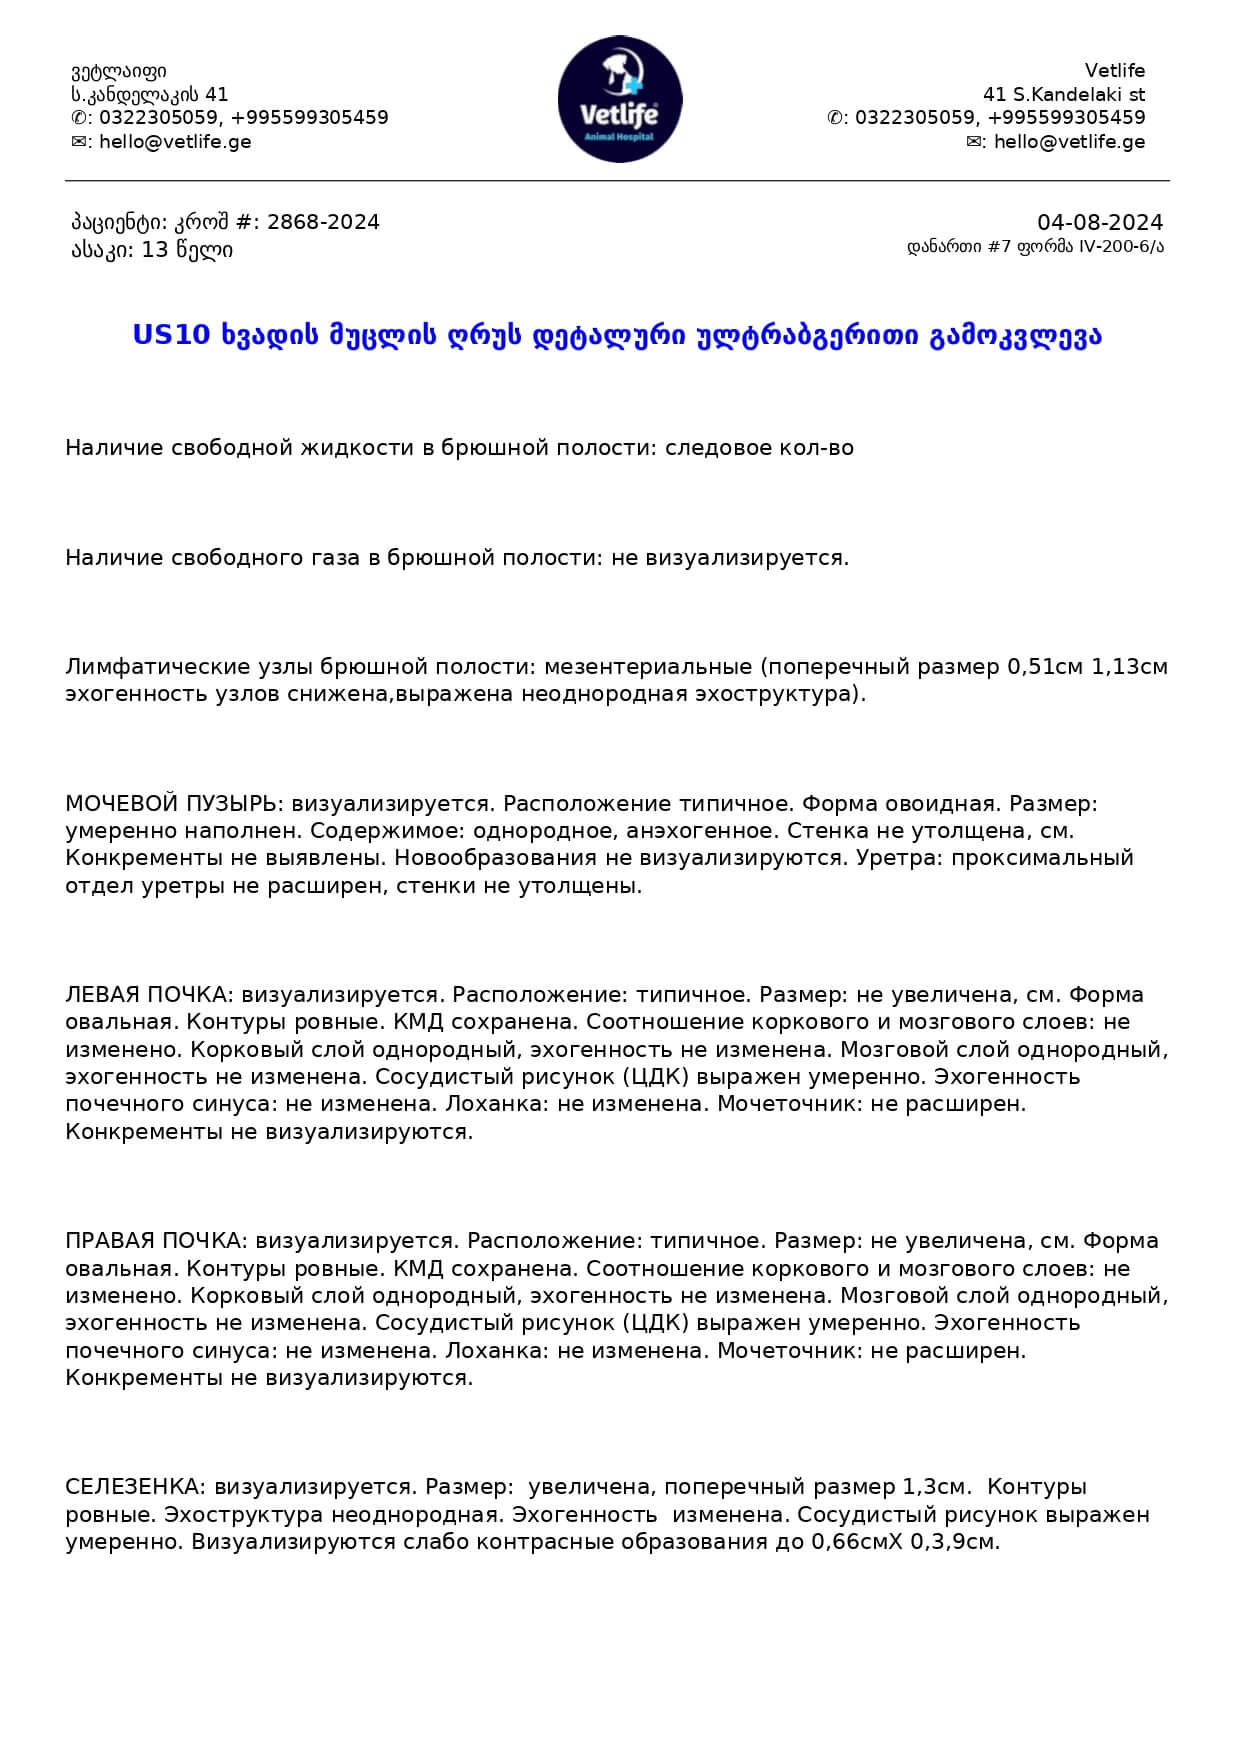 ვეტლაიფი
ს.კანდელაკის 41
✆: 0322305059, +995599305459
✉: hello@vetlife.ge
Vetlife
Animal Hospital
Vetlife
41 S.Kandelaki st
✆: 0322305059, +995599305459
✉: hello@vetlife.ge
პაციენტი: კროშ #: 2868-2024
ასაკი: 13 წელი
04-08-2024
დანართი #7 ფორმა IV-200-6/ა
US10 ხვადის მუცლის ღრუს დეტალური ულტრაბგერითი გამოკვლევა
Наличие свободной жидкости в брюшной полости: следовое кол-во
Наличие свободного газа в брюшной полости: не визуализируется.
Лимфатические узлы брюшной полости: мезентериальные (поперечный размер 0,51см 1,13см
эхогенность узлов снижена,выражена неоднородная эхоструктура).
МОЧЕВОЙ ПУЗЫРЬ: визуализируется. Расположение типичное. Форма овоидная. Размер:
умеренно наполнен. Содержимое: однородное, анэхогенное. Стенка не утолщена, см.
Конкременты не выявлены. Новообразования не визуализируются. Уретра: проксимальный
отдел уретры не расширен, стенки не утолщены.
ЛЕВАЯ ПОЧКА: визуализируется. Расположение: типичное. Размер: не увеличена, см. Форма
овальная. Контуры ровные. КМД сохранена. Соотношение коркового и мозгового слоев: не
изменено. Корковый слой однородный, эхогенность не изменена. Мозговой слой однородный,
эхогенность не изменена. Сосудистый рисунок (ЦДК) выражен умеренно. Эхогенность
почечного синуса: не изменена. Лоханка: не изменена. Мочеточник: не расширен.
Конкременты не визуализируются.
ПРАВАЯ ПОЧКА: визуализируется. Расположение: типичное. Размер: не увеличена, см. Форма
овальная. Контуры ровные. КМД сохранена. Соотношение коркового и мозгового слоев: не
изменено. Корковый слой однородный, эхогенность не изменена. Мозговой слой однородный,
эхогенность не изменена. Сосудистый рисунок (ЦДК) выражен умеренно. Эхогенность
почечного синуса: не изменена. Лоханка: не изменена. Мочеточник: не расширен.
Конкременты не визуализируются.
СЕЛЕЗЕНКА: визуализируется. Размер:  увеличена, поперечный размер 1,3см.  Контуры
ровные. Эхоструктура неоднородная. Эхогенность  изменена. Сосудистый рисунок выражен
умеренно. Визуализируются слабо контрасные образования до 0,66смХ 0,3,9см.